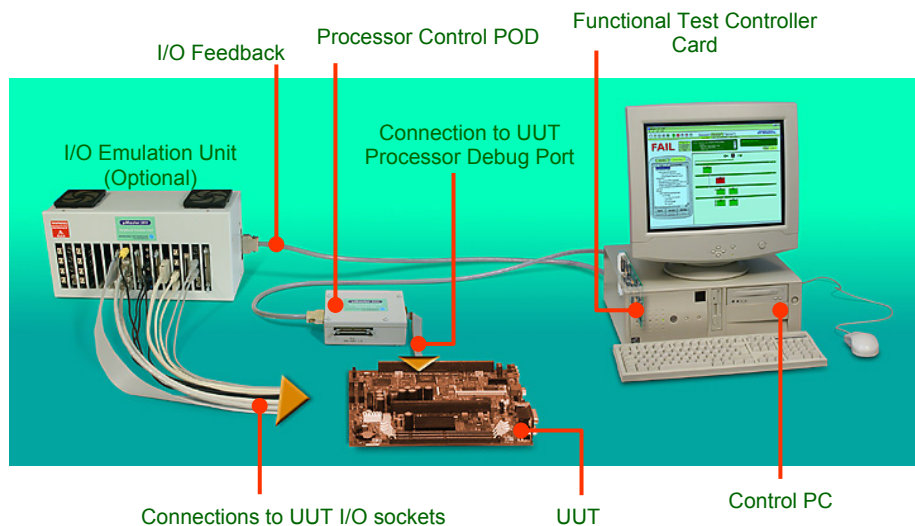 Functional Test Controller
Card
Processor Control POD
I/O Feedback
Connection to UUT
Processor Debug Port
I/O Emulation Unit
(Optional)
FAIL
Control PC
Connections to UUT I/O sockets
UUT